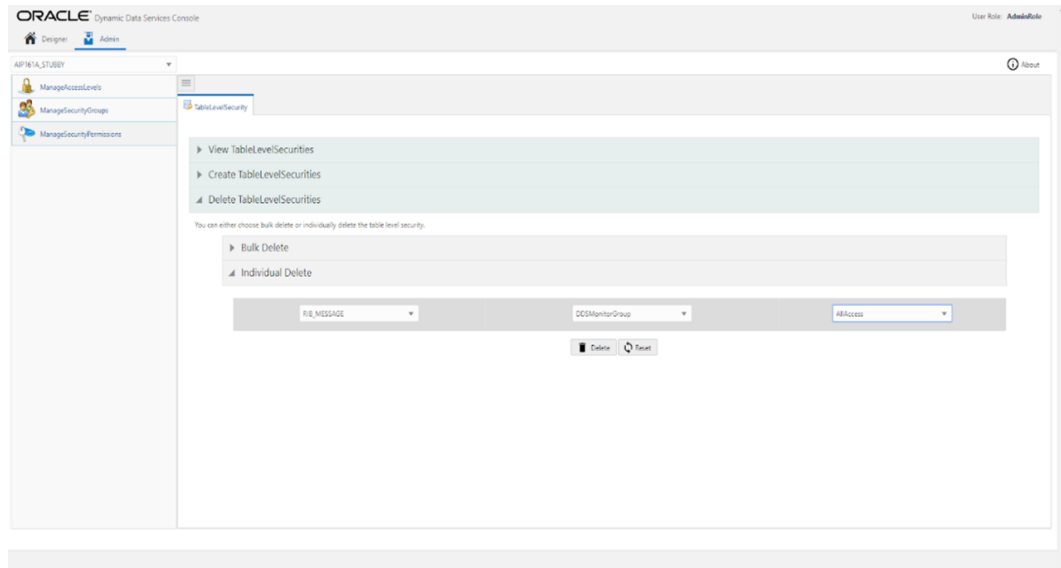 ORACLE Dynamic Data Services Console
User Role: AdminRole
Designer Admin
AIP161A_STUBBY
About
ManageAccessLevels
ManageSecurityGroups
ManageSecurityPermissions
TableLevelSecurity
View TableLevelSecurities
Create TableLevelSecurities
Delete TableLevelSecurities
You can either choose bulk delete or individually delete the table level security.
Bulk Delete
Individual Delete
RIB_MESSAGE DDSMonitorGroup AllAccess
Delete Reset